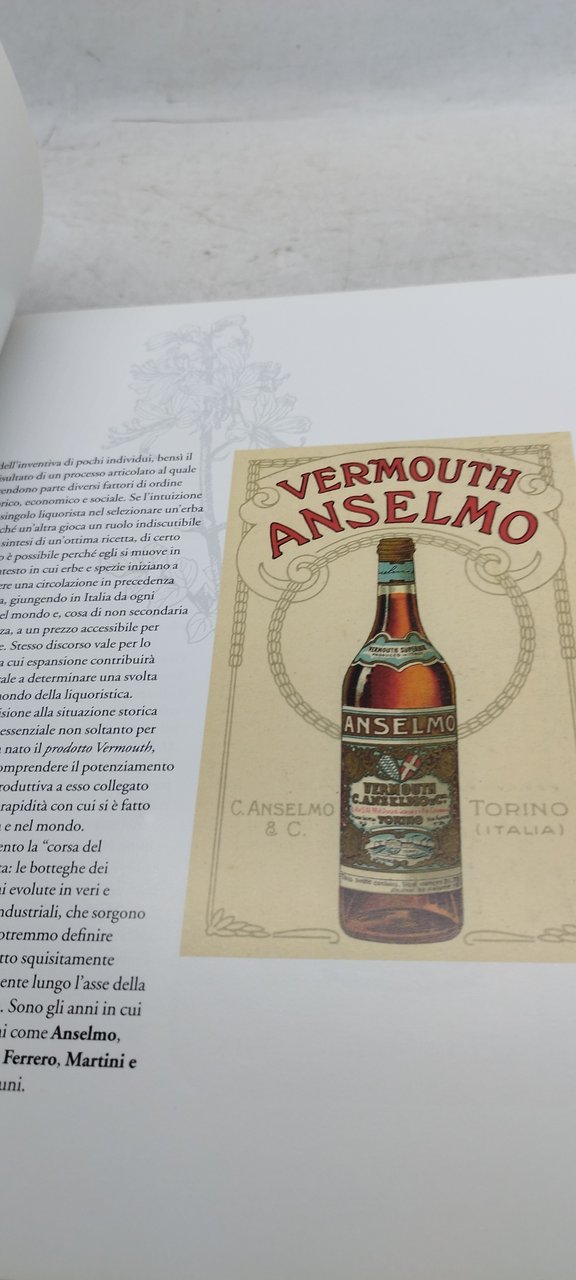 dell'inventiva di pochi individui, bensì il
risultato di un processo articolato al quale
prendono parte diversi fattori di ordine
storico, economico e sociale. Se l'intuizione
singolo liquorista nel selezionare un'erba
ché un'altra gioca un ruolo indiscutibile
sintesi di un'ottima ricetta, di certo
o è possibile perché egli si muove in
ntesto in cui erbe e spezie iniziano a
ere una circolazione in precedenza
a, giungendo in Italia da ogni
el mondo e, cosa di non secondaria
za, a un prezzo accessibile per
e. Stesso discorso vale per lo
a cui espansione contribuirà
ale a determinare una svolta
mondo della liquoristica.
isione alla situazione storica
essenziale non soltanto per
a nato il prodotto Vermouth,
omprendere il potenziamento
roduttiva a esso collegato
rapidità con cui si è fatto
a e nel mondo.
ento la "corsa del
ta: le botteghe dei
ni evolute in veri e
ndustriali, che sorgono
otremmo definire
tto squisitamente
ente lungo l'asse della
. Sono gli anni in cui
ni come Anselmo,
Ferrero, Martini e
uni.
VERMOUTH
ANSELMO
VERMOUTH SUPERIOR
ANSELMO
VERMOUTH
C. ANSELMO & C.
TORINO
C. ANSELMO
& C.
TORINO
(ITALIA)